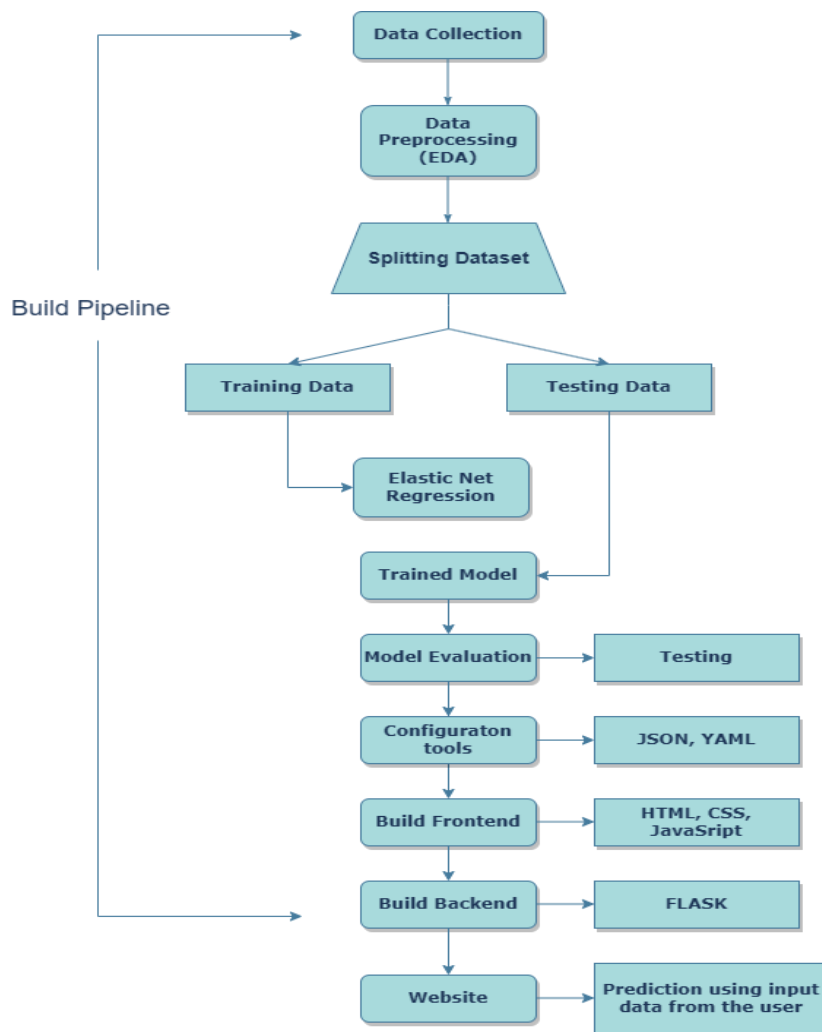 Data Collection
Data
Preprocessing
(EDA)
Splitting Dataset
Build Pipeline
Training Data
Testing Data
Elastic Net
Regression
Trained Model
Model Evaluation
Testing
Configuraton
tools
JSON, YAML
Build Frontend
HTML, CSS,
JavaSript
Build Backend
FLASK
Website
Prediction using input
data from the user